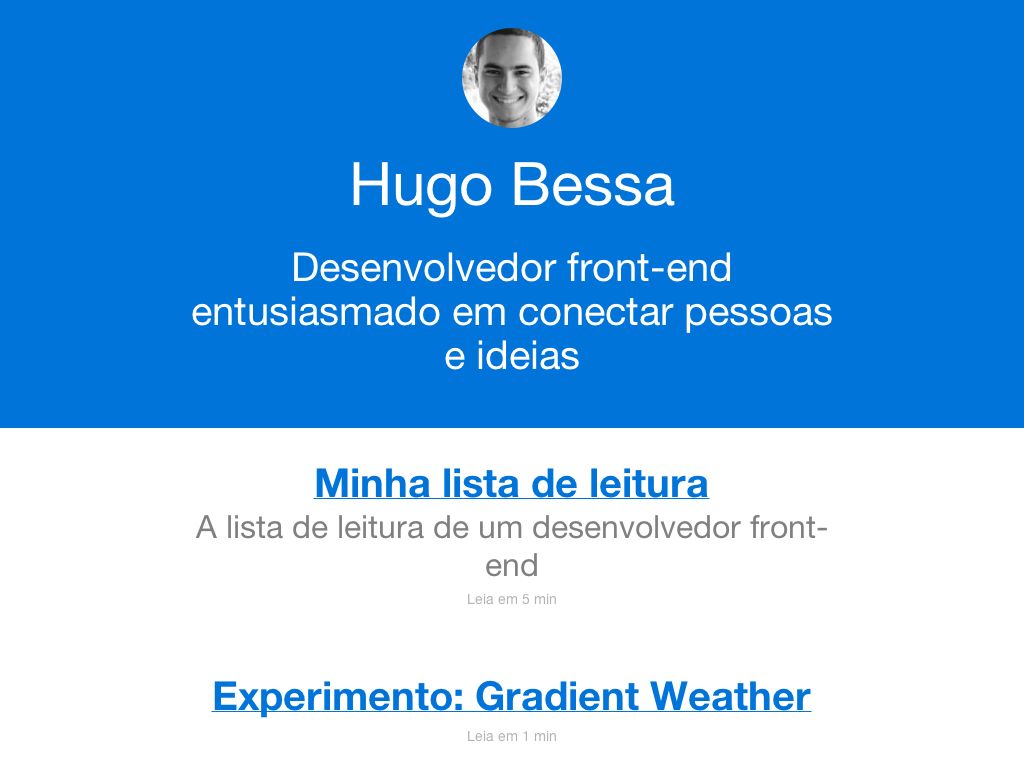 Hugo Bessa
Desenvolvedor front-end
entusiasmado em conectar pessoas
e ideias
Minha lista de leitura
A lista de leitura de um desenvolvedor front-
end
Leia em 5 min
Experimento: Gradient Weather
Leia em 1 min